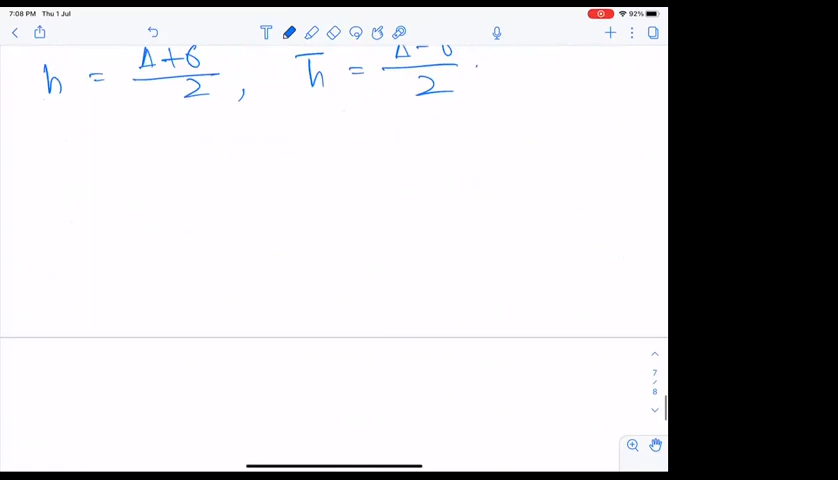 7:08 PM Thu 1 Jul 92%
T
h = Δ+6 / 2 , h̅ = Δ-6 / 2 .
7
/
8